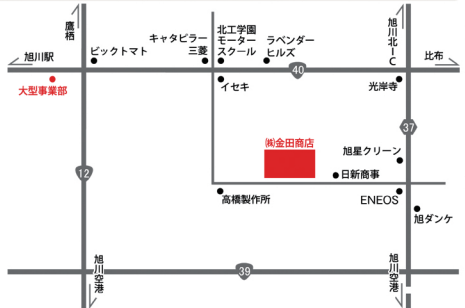 鷹栖
旭川北IC
旭川駅
ビックトマト
キャタピラー
三菱
北工学園
モーター
スクール
ラベンダー
ヒルズ
比布
大型事業部
イセキ
40
光岸寺
37
㈱金田商店
旭星クリーン
12
日新商事
高橋製作所
ENEOS
旭ダンケ
旭川空港
39
旭川空港